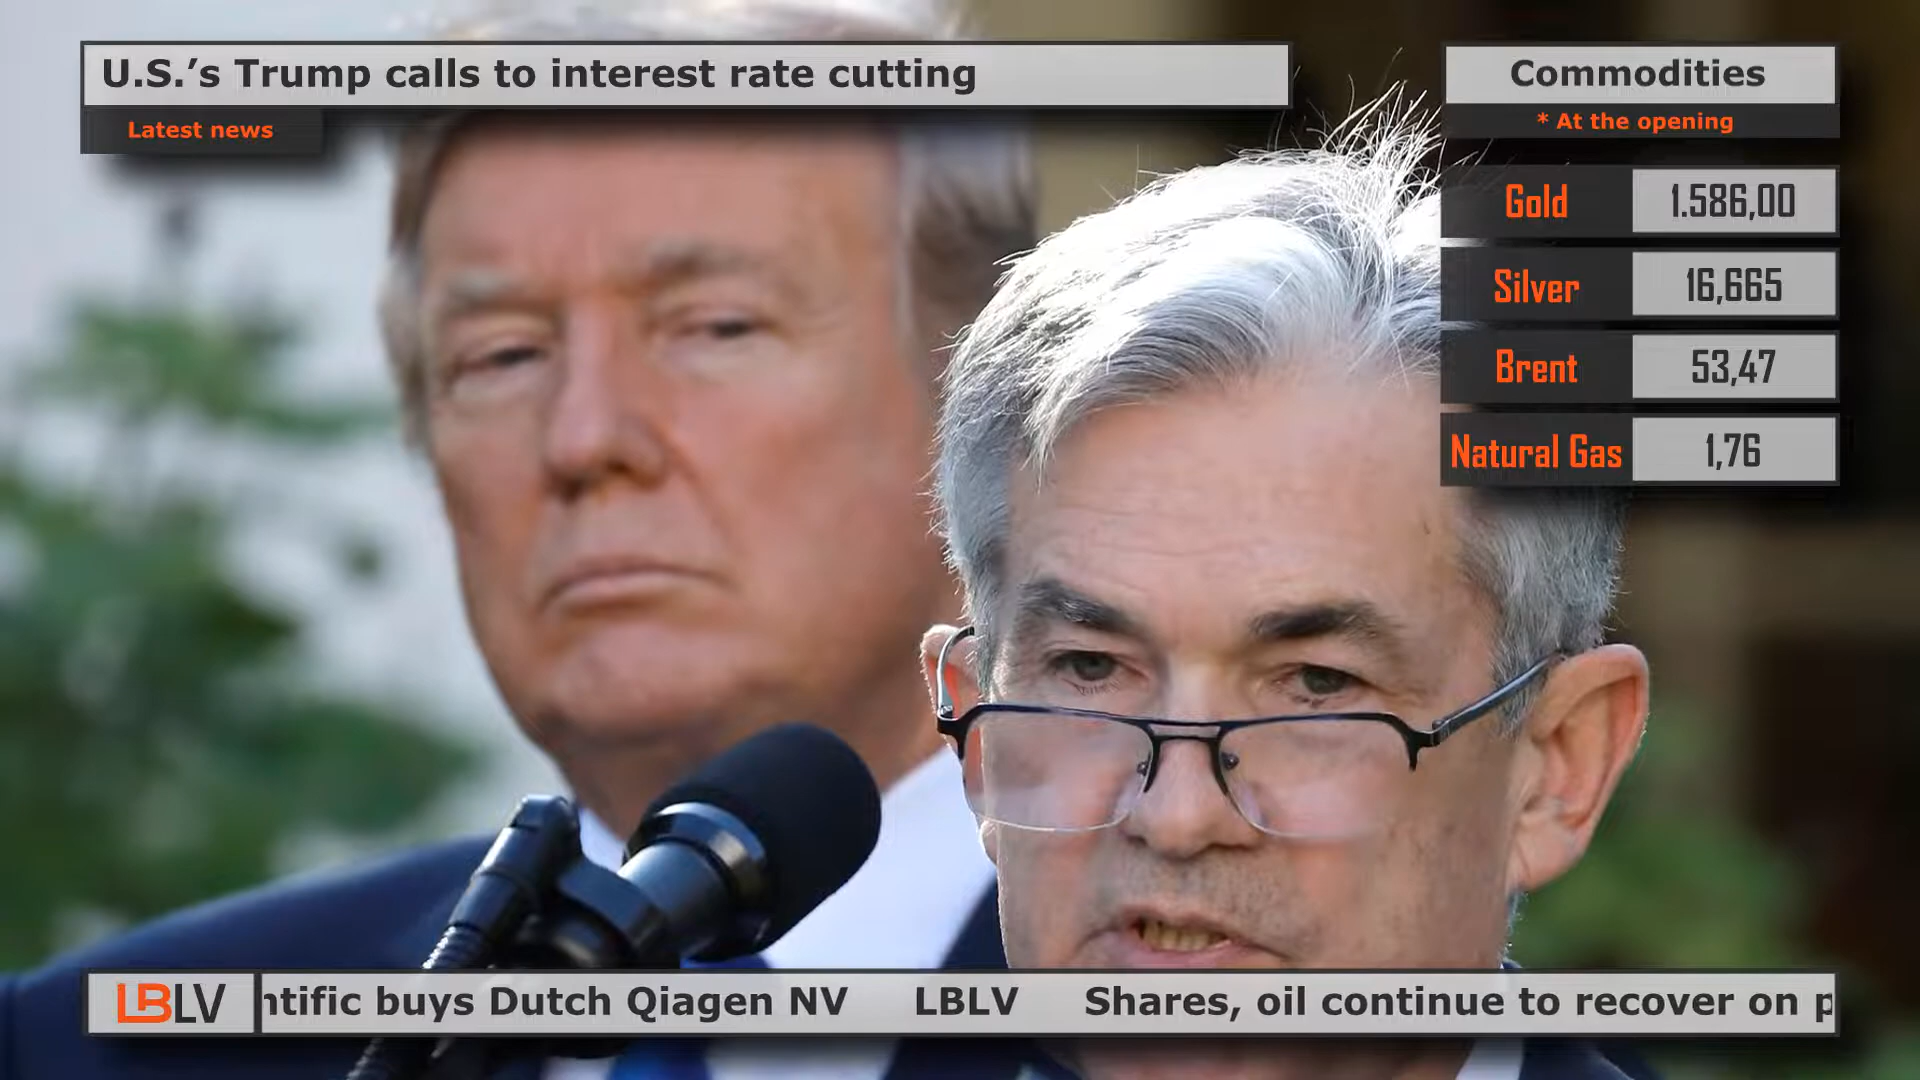 U.S.’s Trump calls to interest rate cutting
Latest news
Commodities
* At the opening
Gold 1.586,00
Silver 16,665
Brent 53,47
Natural Gas 1,76
LBLV
buys Dutch Qiagen NV LBLV Shares, oil continue to recover on